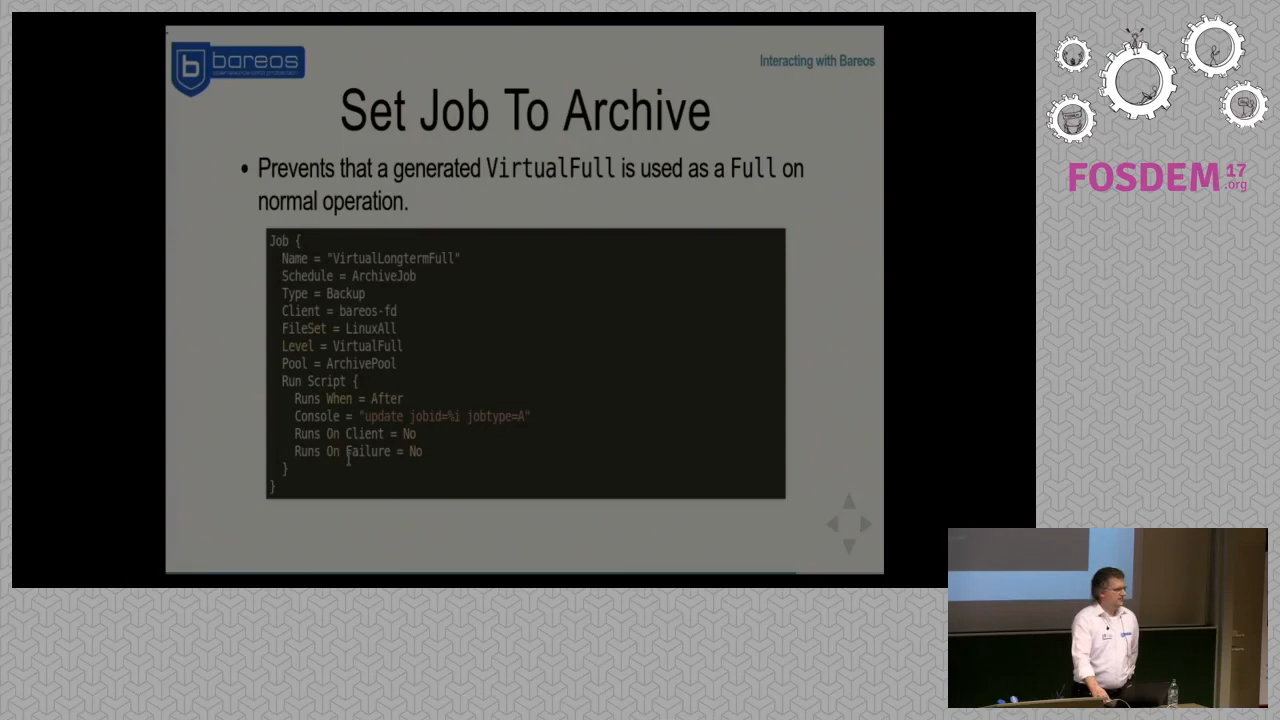 bareos
Interacting with Bareos
Set Job To Archive
• Prevents that a generated VirtualFull is used as a Full on
normal operation.
Job {
Name = "VirtualLongtermFull"
Schedule = ArchiveJob
Type = Backup
Client = bareos-fd
FileSet = LinuxAll
Level = VirtualFull
Pool = ArchivePool
Run Script {
Runs When = After
Console = "update jobid=%i jobtype=A"
Runs On Client = No
Runs On Failure = No
}
}
FOSDEM 17
.org